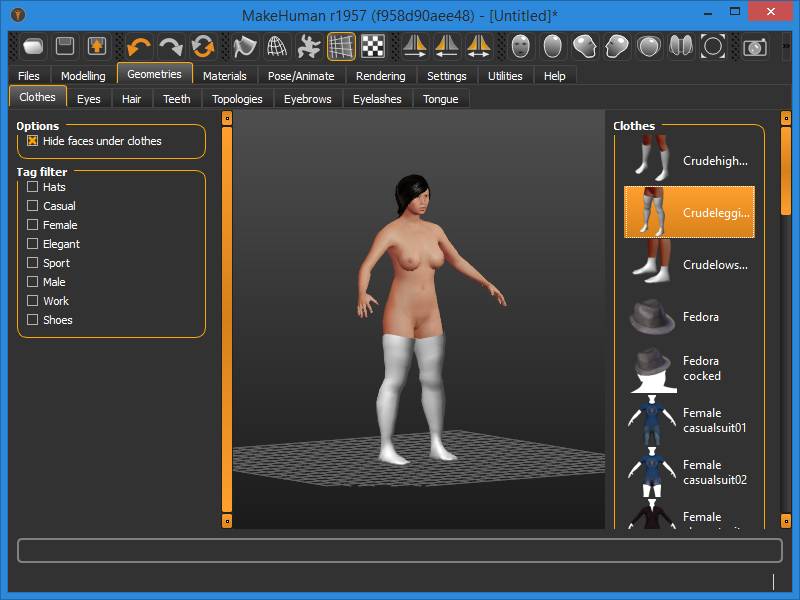 MakeHuman r1957 (f958d90aee48) - [Untitled]*
Files Modelling Geometries Materials Pose/Animate Rendering Settings Utilities Help
Clothes Eyes Hair Teeth Topologies Eyebrows Eyelashes Tongue
Options
Hide faces under clothes
Tag filter
Hats
Casual
Female
Elegant
Sport
Male
Work
Shoes
Clothes
Crudehigh...
Crudeleggi...
Crudelows...
Fedora
Fedora
cocked
Female
casualsuit01
Female
casualsuit02
Female